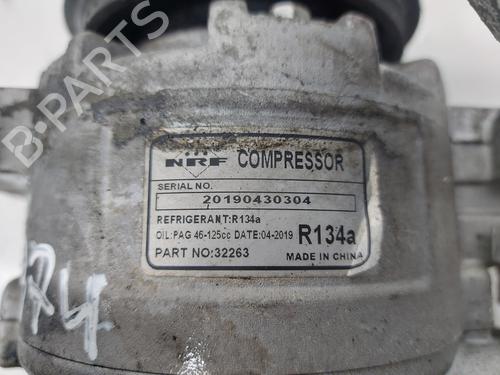 NRF COMPRESSOR
SERIAL NO.
20190430304
REFRIGERANT:R134a
OIL:PAG 46-125cc DATE:04-2019 R134a
PART NO:32263 MADE IN CHINA
B-PARTS